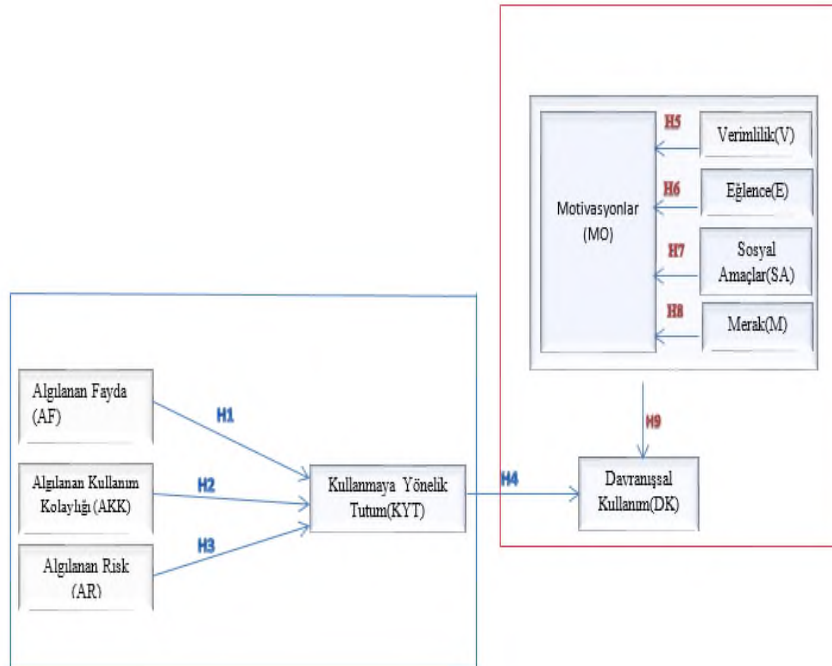 H5
Verimlilik(V)
H6
Eğlence(E)
Motivasyonlar
(MO)
H7
Sosyal
Amaçlar(SA)
H8
Merak(M)
Algılanan Fayda
(AF)
H1
H9
Algılanan Kullanım
Kolaylığı (AKK)
H2
Kullanmaya Yönelik
Tutum(KYT)
H4
Davranışsal
Kullanım(DK)
H3
Algılanan Risk
(AR)